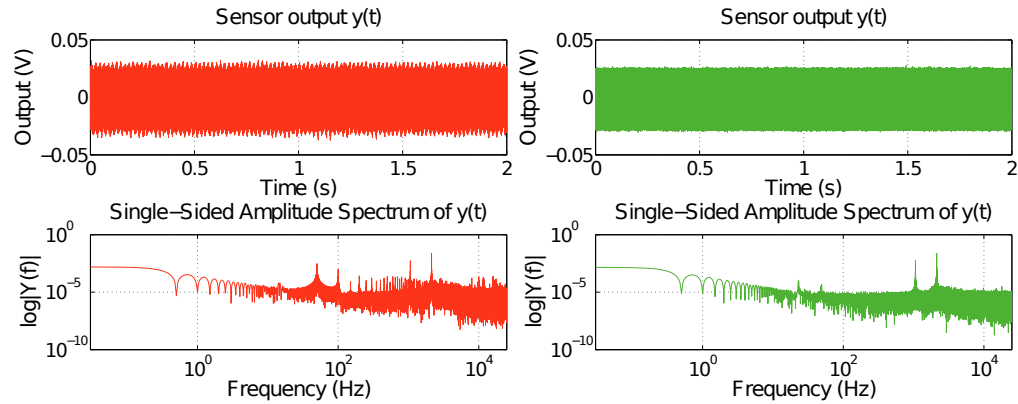 Sensor output y(t)
Output (V)
0.05
0
−0.05
0 0.5 1 1.5 2
Time (s)
Sensor output y(t)
Output (V)
0.05
0
−0.05
0 0.5 1 1.5 2
Time (s)
Single−Sided Amplitude Spectrum of y(t)
log|Y(f)|
10^0
10^−5
10^−10
10^0 10^2 10^4
Frequency (Hz)
Single−Sided Amplitude Spectrum of y(t)
log|Y(f)|
10^0
10^−5
10^−10
10^0 10^2 10^4
Frequency (Hz)